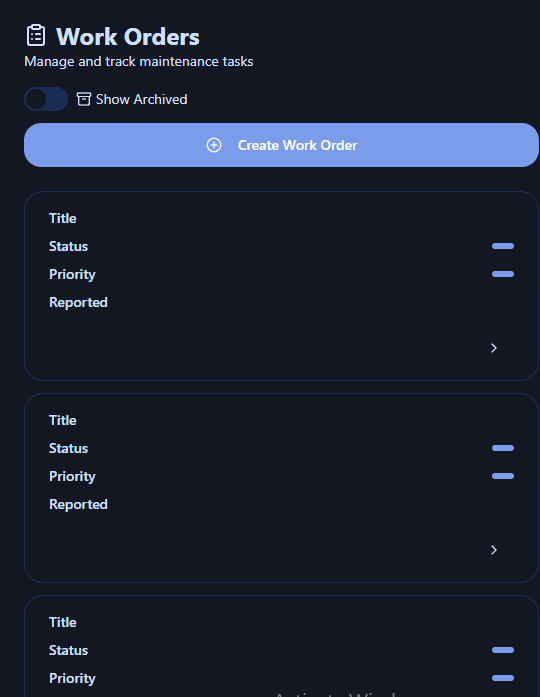 Work Orders
Manage and track maintenance tasks
Show Archived
Create Work Order
Title
Status
Priority
Reported
Title
Status
Priority
Reported
Title
Status
Priority